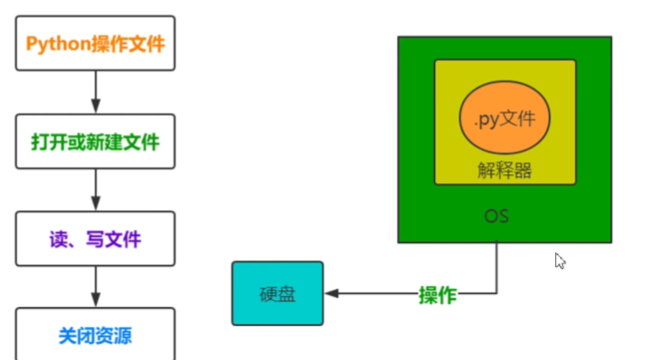 Python操作文件
打开或新建文件
读、写文件
关闭资源
.py文件
解释器
OS
硬盘
操作